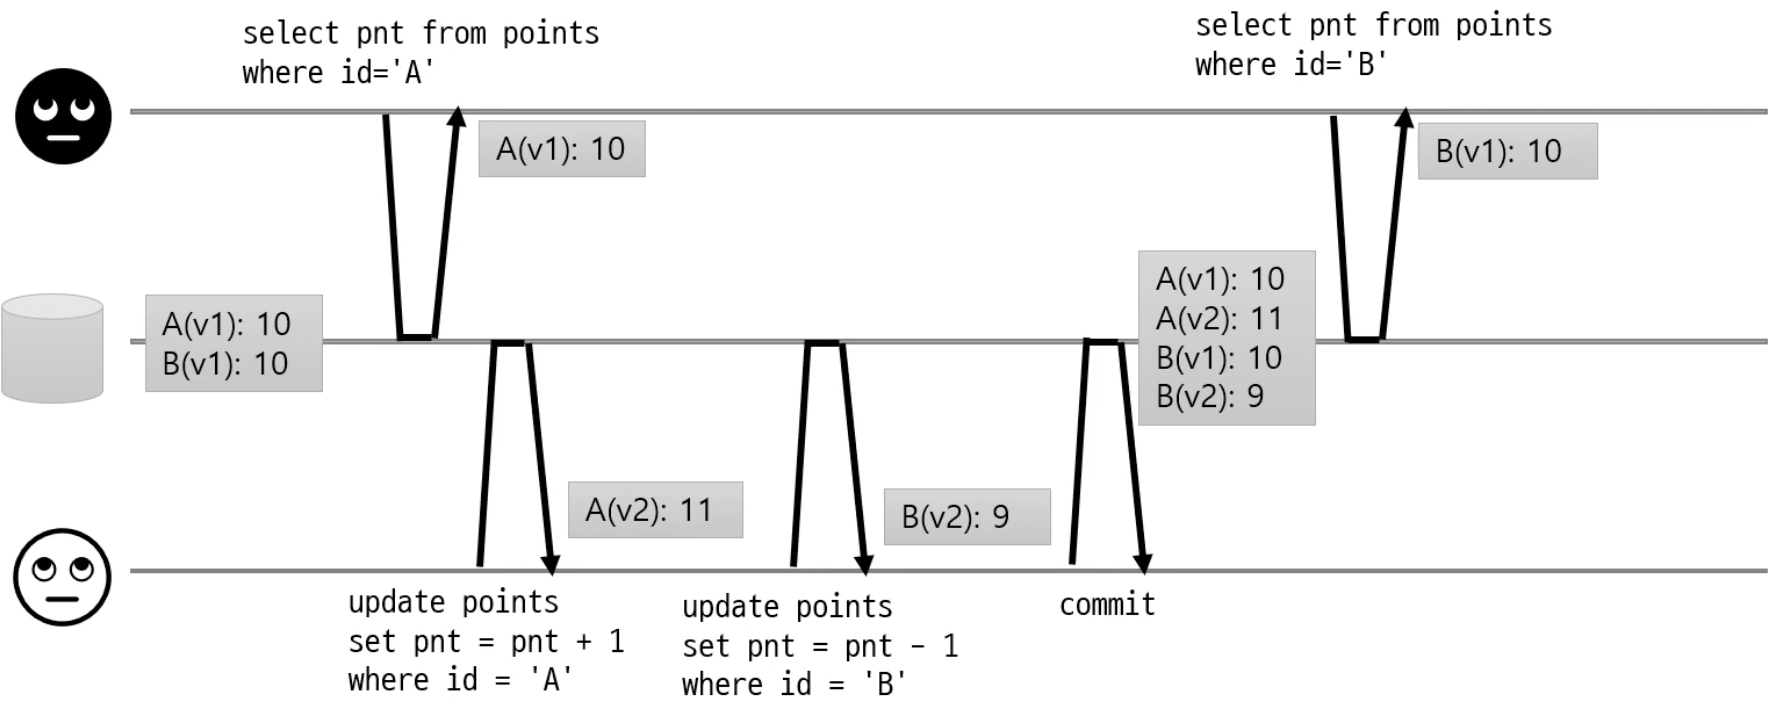 select pnt from points
where id='A'
select pnt from points
where id='B'
A(v1): 10
B(v1): 10
A(v1): 10
B(v1): 10
A(v1): 10
A(v2): 11
B(v1): 10
B(v2): 9
A(v2): 11
B(v2): 9
update points
set pnt = pnt + 1
where id = 'A'
update points
set pnt = pnt - 1
where id = 'B'
commit